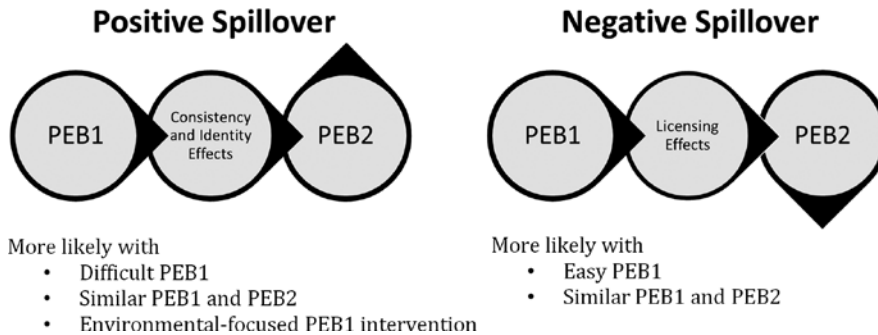 Positive Spillover
PEB1
Consistency
and Identity
Effects
PEB2
More likely with
• Difficult PEB1
• Similar PEB1 and PEB2
• Environmental-focused PEB1 intervention
Negative Spillover
PEB1
Licensing
Effects
PEB2
More likely with
• Easy PEB1
• Similar PEB1 and PEB2